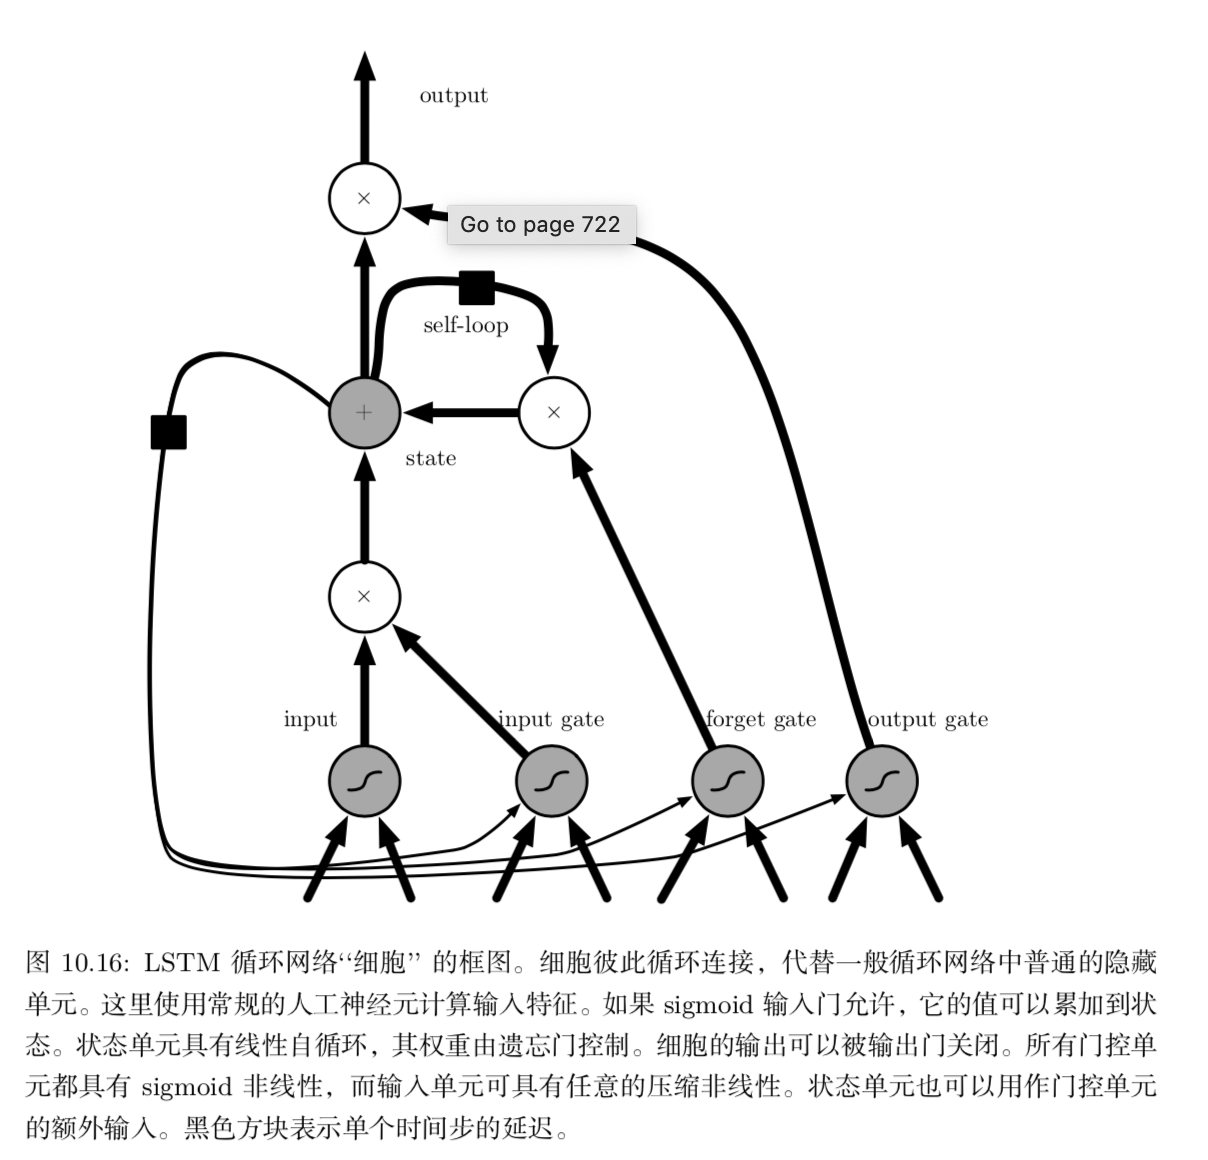 output
×
Go to page 722
self-loop
+
×
state
×
input
input gate
forget gate
output gate
图 10.16: LSTM 循环网络“细胞” 的框图。细胞彼此循环连接，代替一般循环网络中普通的隐藏
单元。这里使用常规的人工神经元计算输入特征。如果 sigmoid 输入门允许，它的值可以累加到状
态。状态单元具有线性自循环，其权重由遗忘门控制。细胞的输出可以被输出门关闭。所有门控单
元都具有 sigmoid 非线性，而输入单元可具有任意的压缩非线性。状态单元也可以用作门控单元
的额外输入。黑色方块表示单个时间步的延迟。